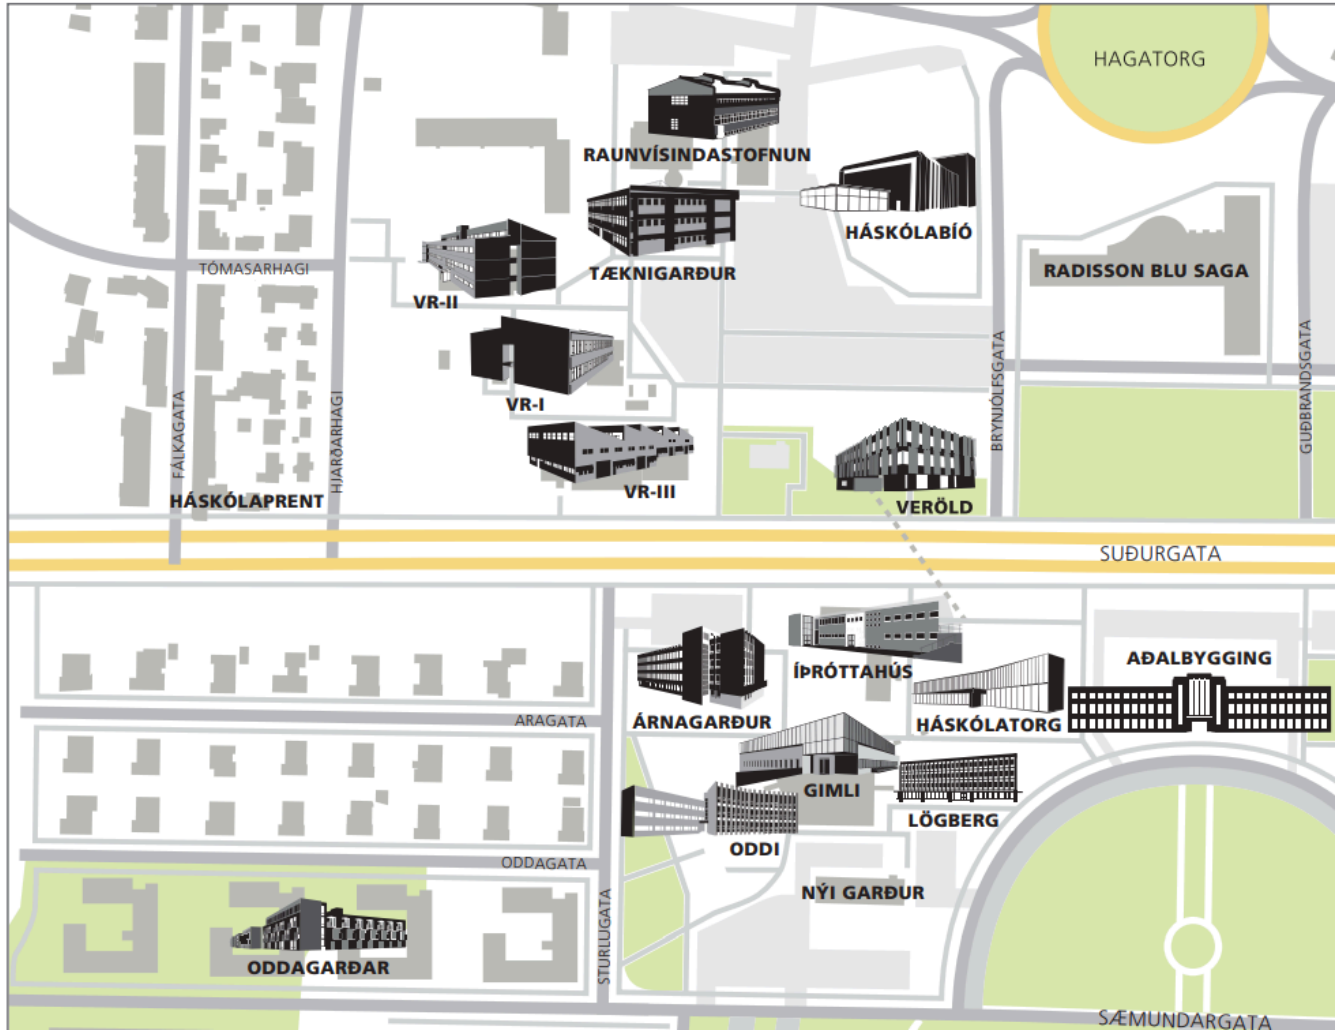 HAGATORG
RAUNVÍSINDASTOFNUN
HÁSKÓLABÍÓ
TÓMASARHAGI
TÆKNIGARÐUR
RADISSON BLU SAGA
VR-II
VR-I
FÁLKAGATA
HJARÐARHAGI
BRYNJÓLFSGATA
GUÐBRANDSGATA
HÁSKÓLAPRENT
VR-III
VERÖLD
SUÐURGATA
ÍÞRÓTTAHÚS
AÐALBYGGING
ARAGATA
ÁRNAGARÐUR
HÁSKÓLATORG
GIMLI
LÖGBERG
ODDI
ODDAGATA
NÝI GARÐUR
STURLUGATA
ODDAGARÐAR
SÆMUNDARGATA